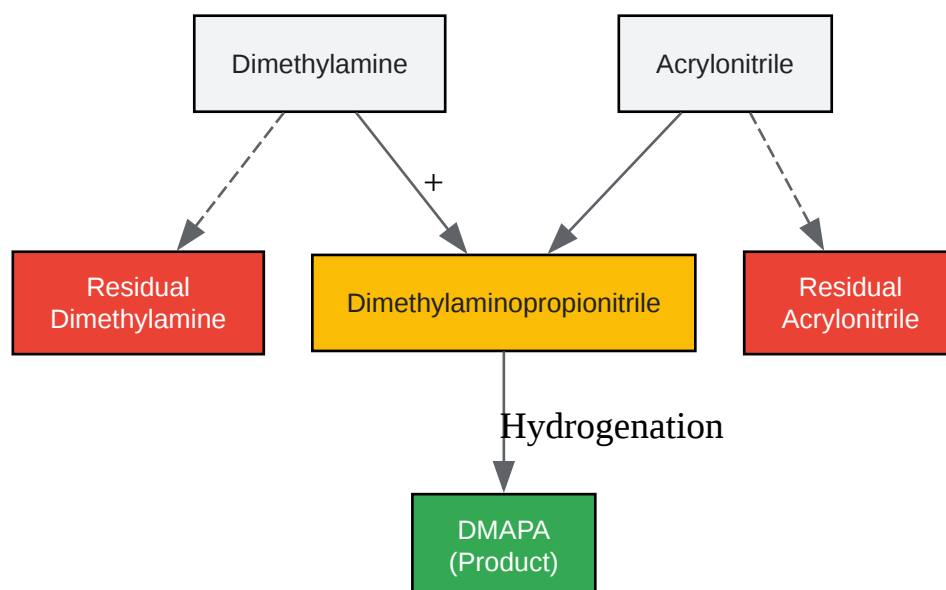 Dimethylamine
Acrylonitrile
+
Residual
Dimethylamine
Dimethylaminopropionitrile
Residual
Acrylonitrile
Hydrogenation
DMAPA
(Product)